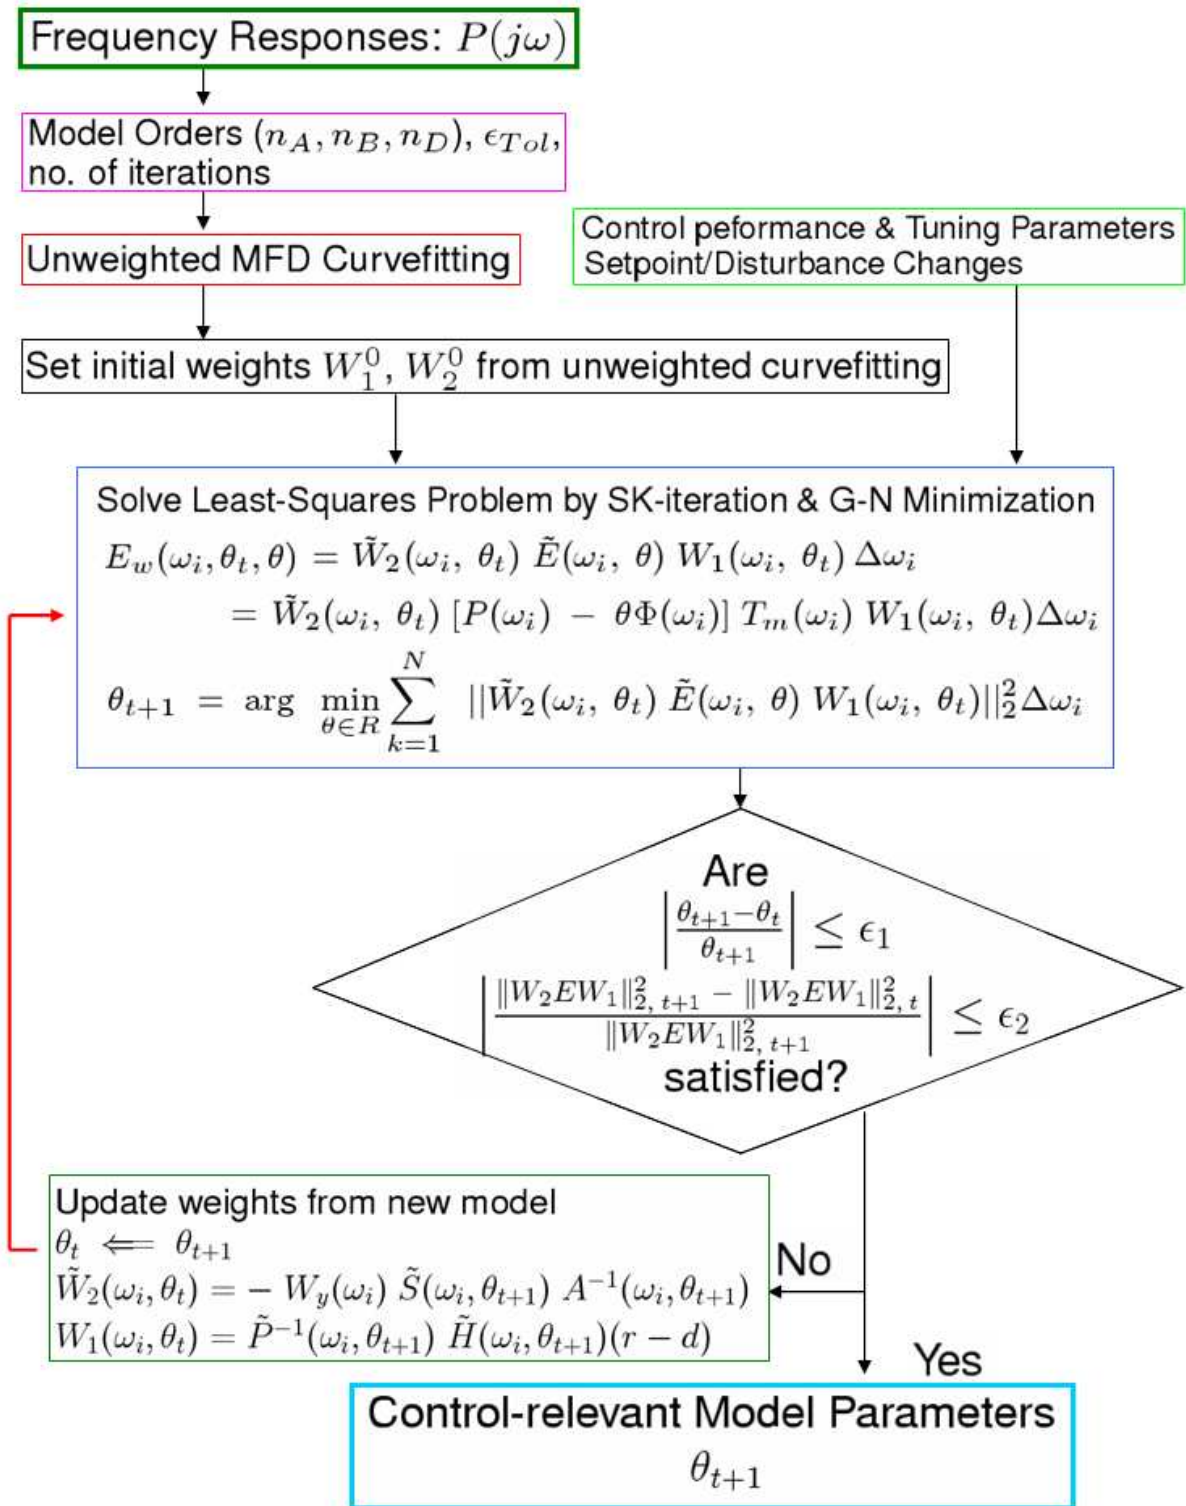 Frequency Responses: P(jω)
Model Orders (n_A, n_B, n_D), ϵ_{Tol},
no. of iterations
Unweighted MFD Curvefitting
Control peformance & Tuning Parameters
Setpoint/Disturbance Changes
Set initial weights W_1^0, W_2^0 from unweighted curvefitting
Solve Least-Squares Problem by SK-iteration & G-N Minimization
E_w(ω_i, θ_t, θ) = W̃_2(ω_i, θ_t) Ẽ(ω_i, θ) W_1(ω_i, θ_t) Δω_i
= W̃_2(ω_i, θ_t) [P(ω_i) − θΦ(ω_i)] T_m(ω_i) W_1(ω_i, θ_t)Δω_i
θ_{t+1} = arg min_{θ∈R} ∑_{k=1}^{N} ||W̃_2(ω_i, θ_t) Ẽ(ω_i, θ) W_1(ω_i, θ_t)||_2^2 Δω_i
Are
|(θ_{t+1}−θ_t)/θ_{t+1}| ≤ ϵ_1
|(‖W_2EW_1‖_{2, t+1}^2 − ‖W_2EW_1‖_{2, t}^2)/‖W_2EW_1‖_{2, t+1}^2| ≤ ϵ_2
satisfied?
Update weights from new model
θ_t ⟸ θ_{t+1}
W̃_2(ω_i, θ_t) = − W_y(ω_i) S̃(ω_i, θ_{t+1}) A^{−1}(ω_i, θ_{t+1})
W_1(ω_i, θ_t) = P̃^{−1}(ω_i, θ_{t+1}) H̃(ω_i, θ_{t+1})(r − d)
No
Yes
Control-relevant Model Parameters
θ_{t+1}